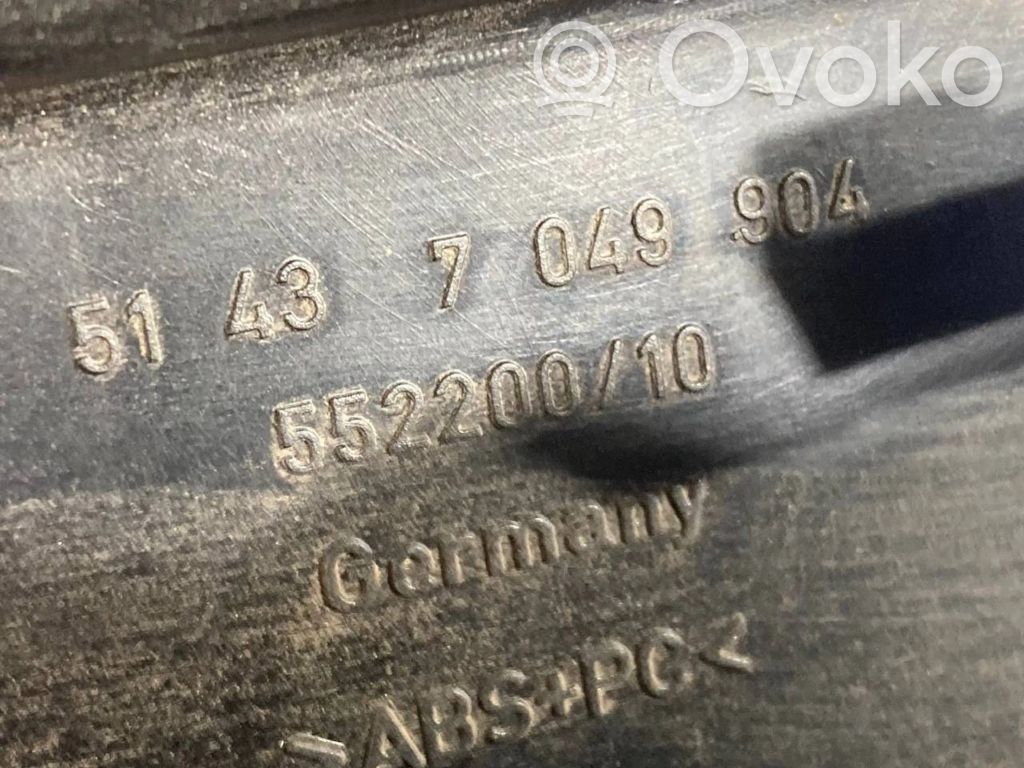 Ovoko
51 43 7 049 904
552200/10
Germany
>ABS+PC<